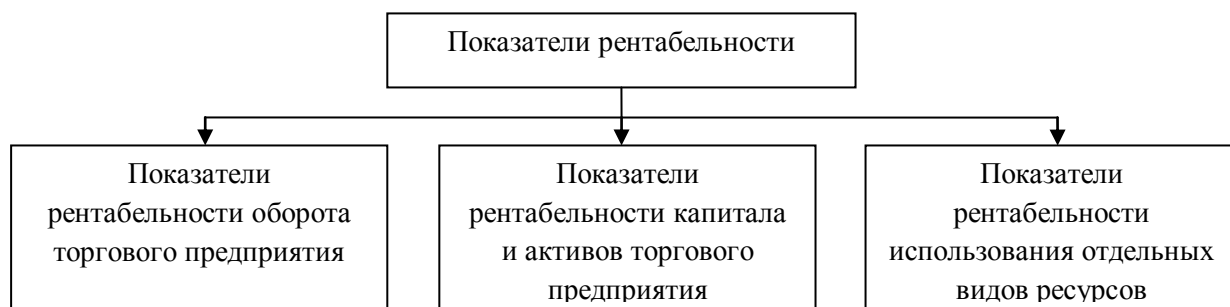 Показатели рентабельности
Показатели
рентабельности оборота
торгового предприятия
Показатели
рентабельности капитала
и активов торгового
предприятия
Показатели
рентабельности
использования отдельных
видов ресурсов